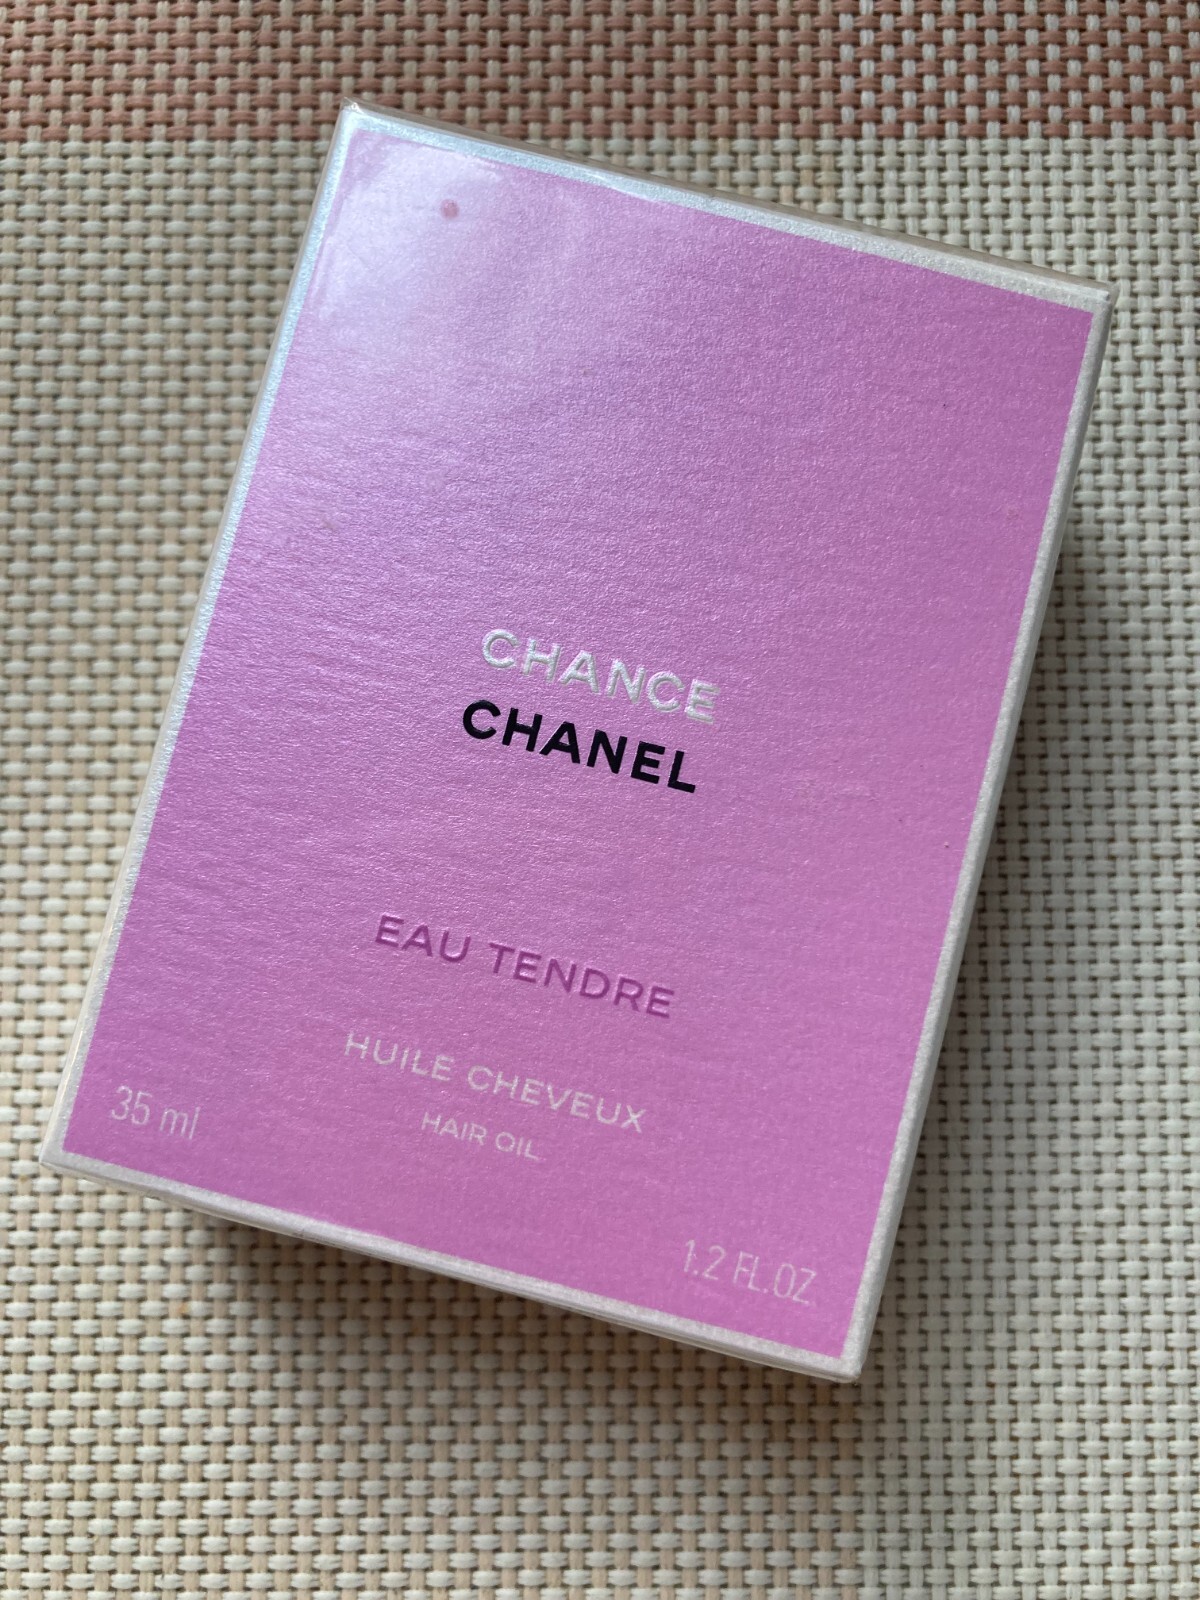 CHANCE
CHANEL
EAU TENDRE
HUILE CHEVEUX
HAIR OIL
35 ml
1.2 FL.OZ